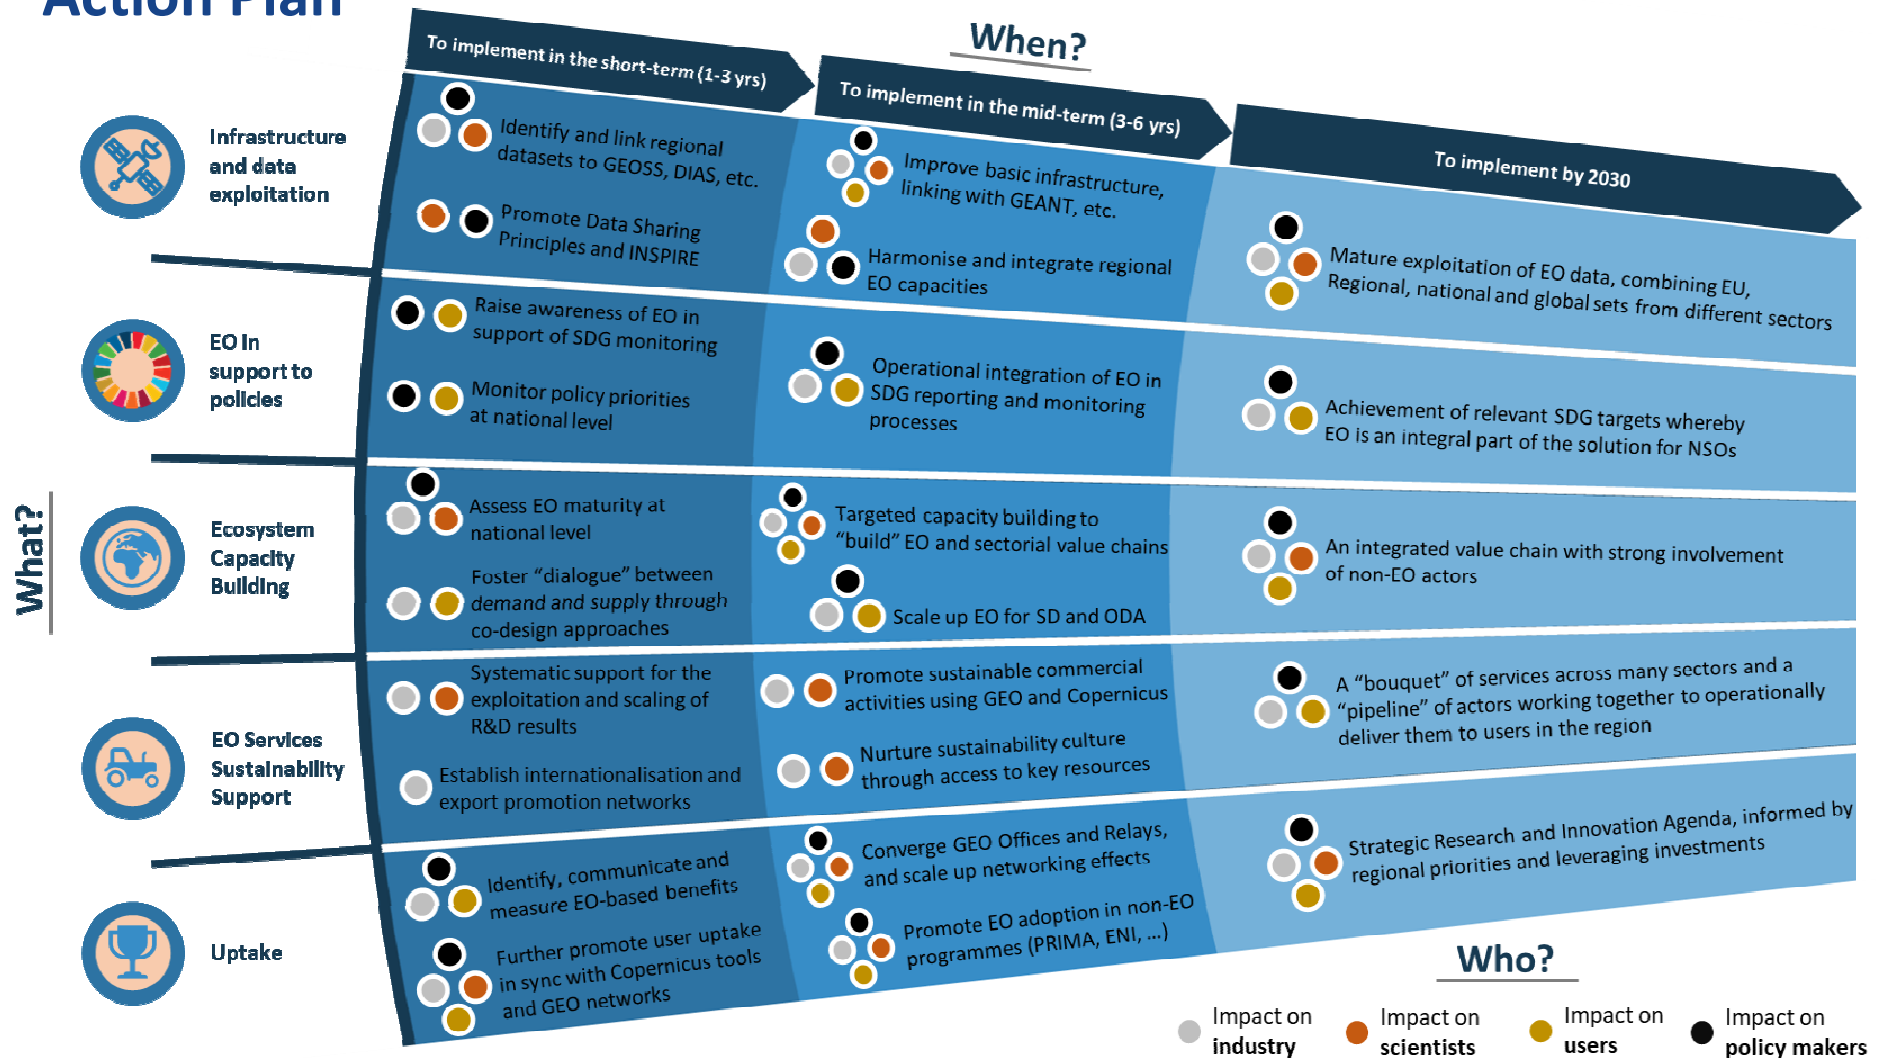 Action Plan
When?
To implement in the short-term (1-3 yrs)
To implement in the mid-term (3-6 yrs)
To implement by 2030
What?
Infrastructure
and data
exploitation
Identify and link regional
datasets to GEOSS, DIAS, etc.
Promote Data Sharing
Principles and INSPIRE
Improve basic infrastructure,
linking with GEANT, etc.
Harmonise and integrate regional
EO capacities
Mature exploitation of EO data, combining EU,
Regional, national and global sets from different sectors
EO in
support to
policies
Raise awareness of EO in
support of SDG monitoring
Monitor policy priorities
at national level
Operational integration of EO in
SDG reporting and monitoring
processes
Achievement of relevant SDG targets whereby
EO is an integral part of the solution for NSOs
Ecosystem
Capacity
Building
Assess EO maturity at
national level
Foster “dialogue” between
demand and supply through
co-design approaches
Targeted capacity building to
“build” EO and sectorial value chains
Scale up EO for SD and ODA
An integrated value chain with strong involvement
of non-EO actors
EO Services
Sustainability
Support
Systematic support for the
exploitation and scaling of
R&D results
Establish internationalisation and
export promotion networks
Promote sustainable commercial
activities using GEO and Copernicus
Nurture sustainability culture
through access to key resources
A “bouquet” of services across many sectors and a
“pipeline” of actors working together to operationally
deliver them to users in the region
Uptake
Identify, communicate and
measure EO-based benefits
Further promote user uptake
in sync with Copernicus tools
and GEO networks
Converge GEO Offices and Relays,
and scale up networking effects
Promote EO adoption in non-EO
programmes (PRIMA, ENI, ...)
Strategic Research and Innovation Agenda, informed by
regional priorities and leveraging investments
Who?
Impact on
industry
Impact on
scientists
Impact on
users
Impact on
policy makers